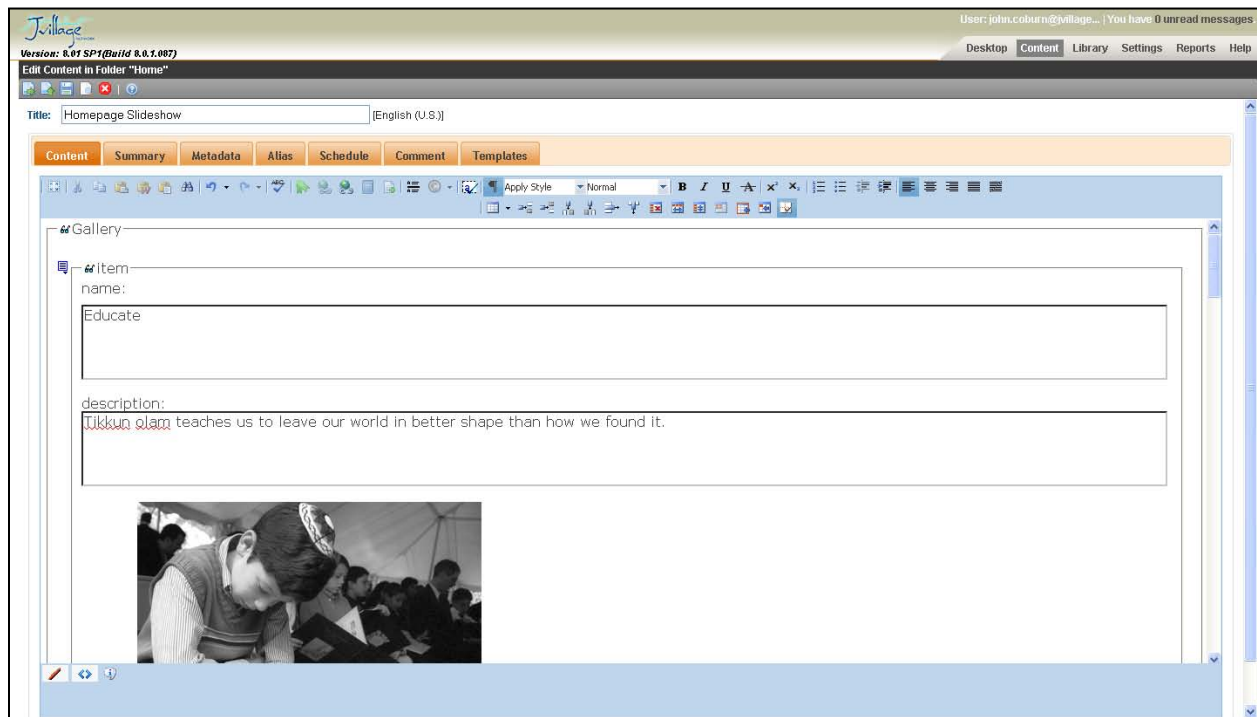 Jvillage
User: john.coburn@jvillage... | You have 0 unread messages
Version: 8.01 SP1(Build 8.0.1.087)
Desktop Content Library Settings Reports Help
Edit Content in Folder "Home"
Title: Homepage Slideshow [English (U.S.)]
Content Summary Metadata Alias Schedule Comment Templates
Apply Style Normal B I U A x² x₂
Gallery
item
name:
Educate
description:
Tikkun olam teaches us to leave our world in better shape than how we found it.